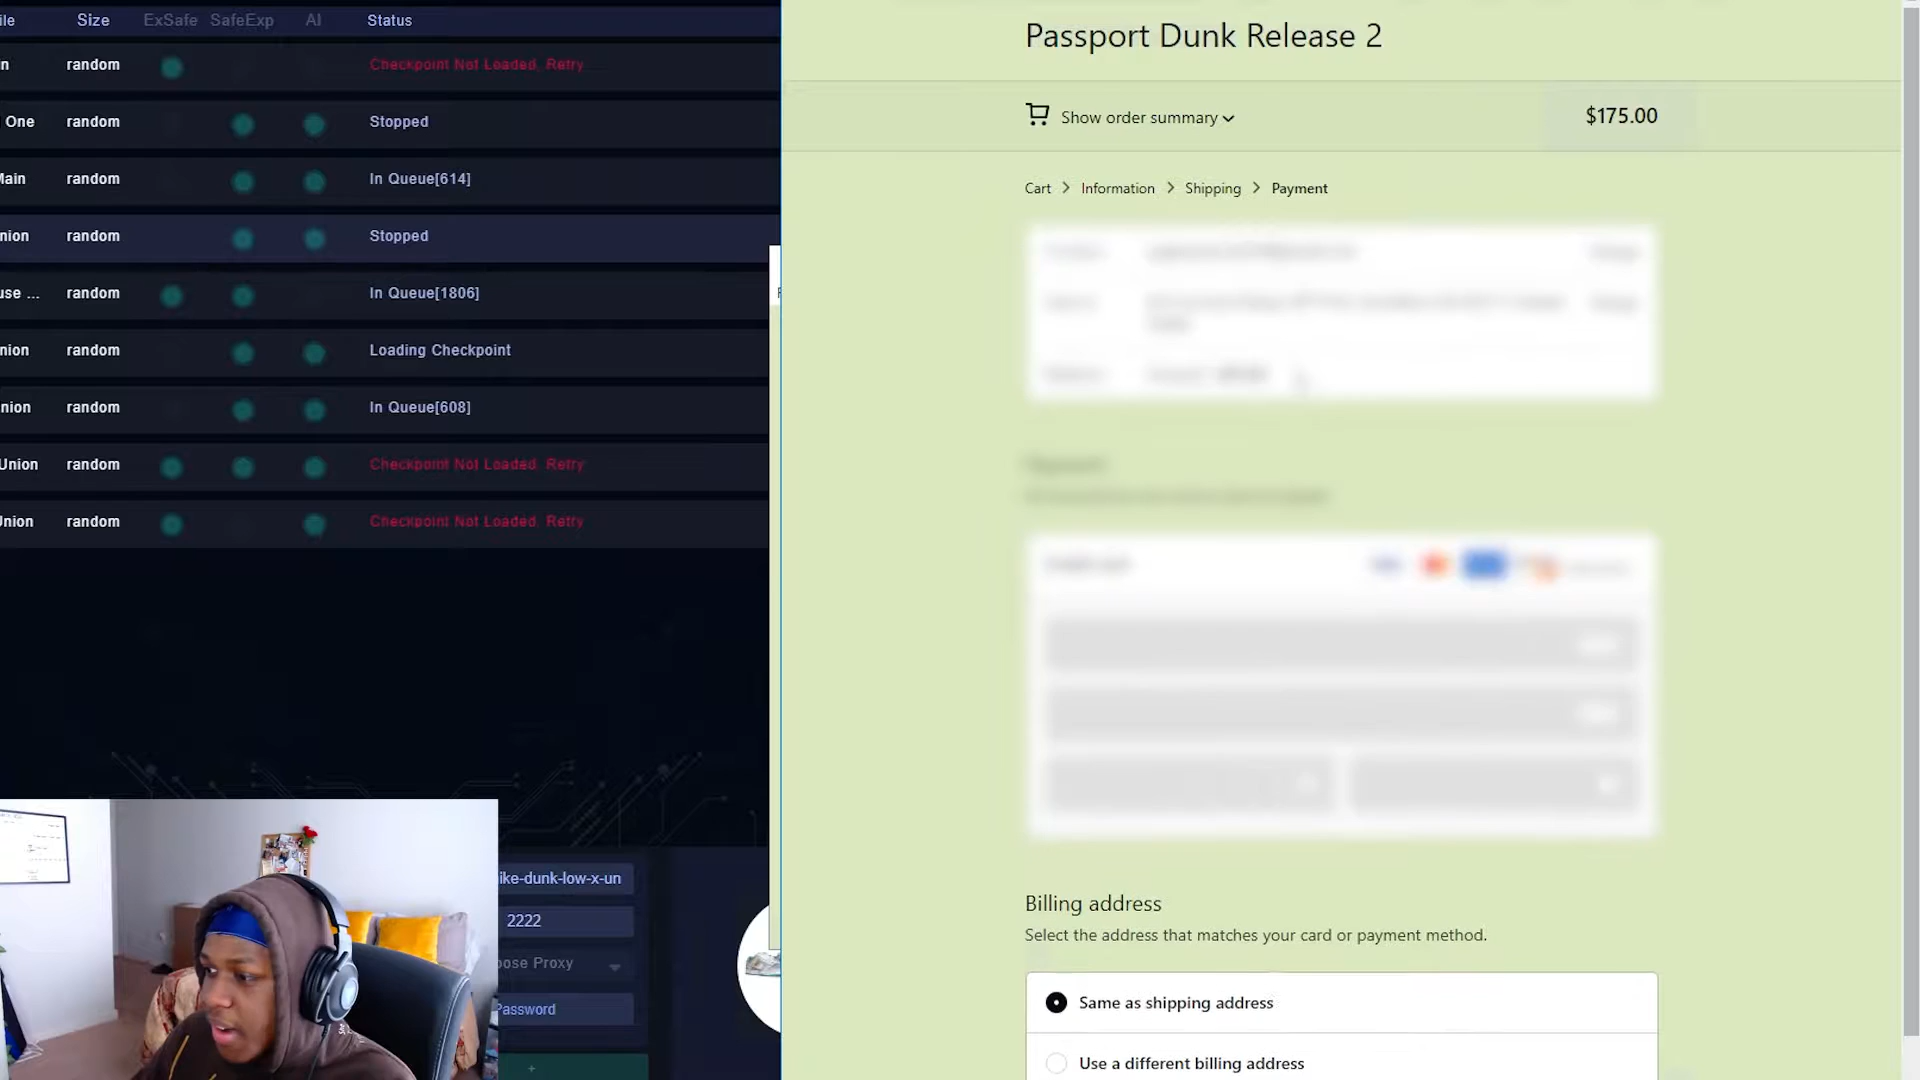 ile Size ExSafe SafeExp AI Status
n random Checkpoint Not Loaded, Retry
One random Stopped
Main random In Queue[614]
nion random Stopped
use ... random In Queue[1806]
nion random Loading Checkpoint
nion random In Queue[608]
Union random Checkpoint Not Loaded, Retry
Union random Checkpoint Not Loaded, Retry
ike-dunk-low-x-un
2222
oose Proxy
Password
+
Passport Dunk Release 2
Show order summary
$175.00
Cart > Information > Shipping > Payment
Billing address
Select the address that matches your card or payment method.
Same as shipping address
Use a different billing address